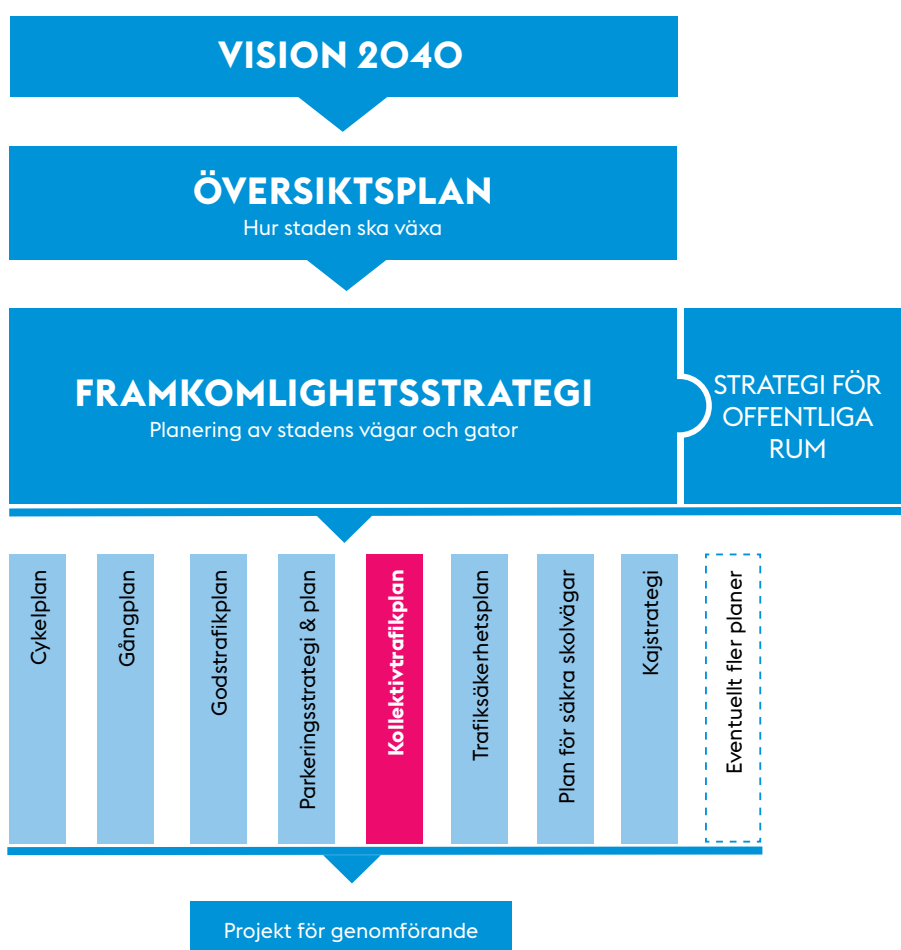 VISION 2040
ÖVERSIKTSPLAN
Hur staden ska växa
FRAMKOMLIGHETSSTRATEGI
Planering av stadens vägar och gator
STRATEGI FÖR
OFFENTLIGA
RUM
Cykelplan
Gångplan
Godstrafikplan
Parkeringsstrategi & plan
Kollektivtrafikplan
Trafiksäkerhetsplan
Plan för säkra skolvägar
Kajstrategi
Eventuellt fler planer
Projekt för genomförande